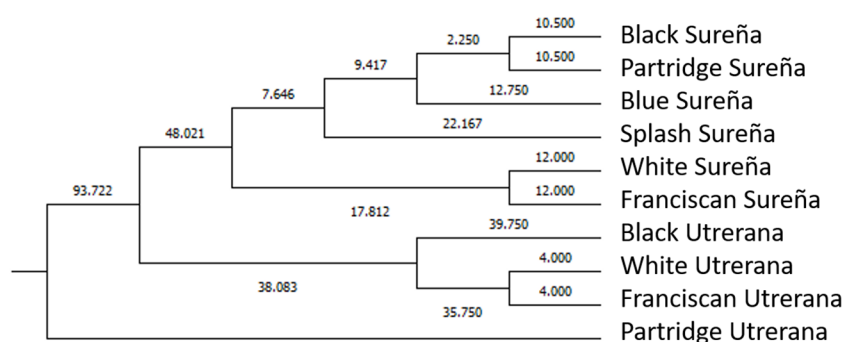 10.500
Black Sureña
2.250
10.500
Partridge Sureña
9.417
12.750
Blue Sureña
7.646
22.167
Splash Sureña
48.021
12.000
White Sureña
93.722
12.000
Franciscan Sureña
17.812
39.750
Black Utrerana
4.000
White Utrerana
38.083
4.000
Franciscan Utrerana
35.750
Partridge Utrerana